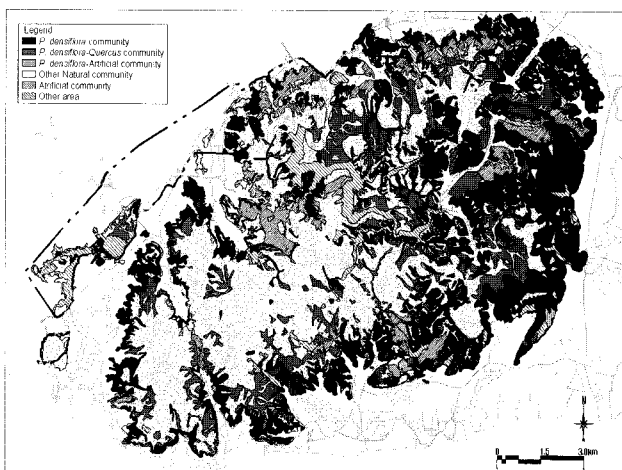 Legend
P. densiflora community
P. densiflora-Quercus community
P. densiflora-Artificial community
Other Natural community
Artificial community
Other area
N
0 1.5 3.0km